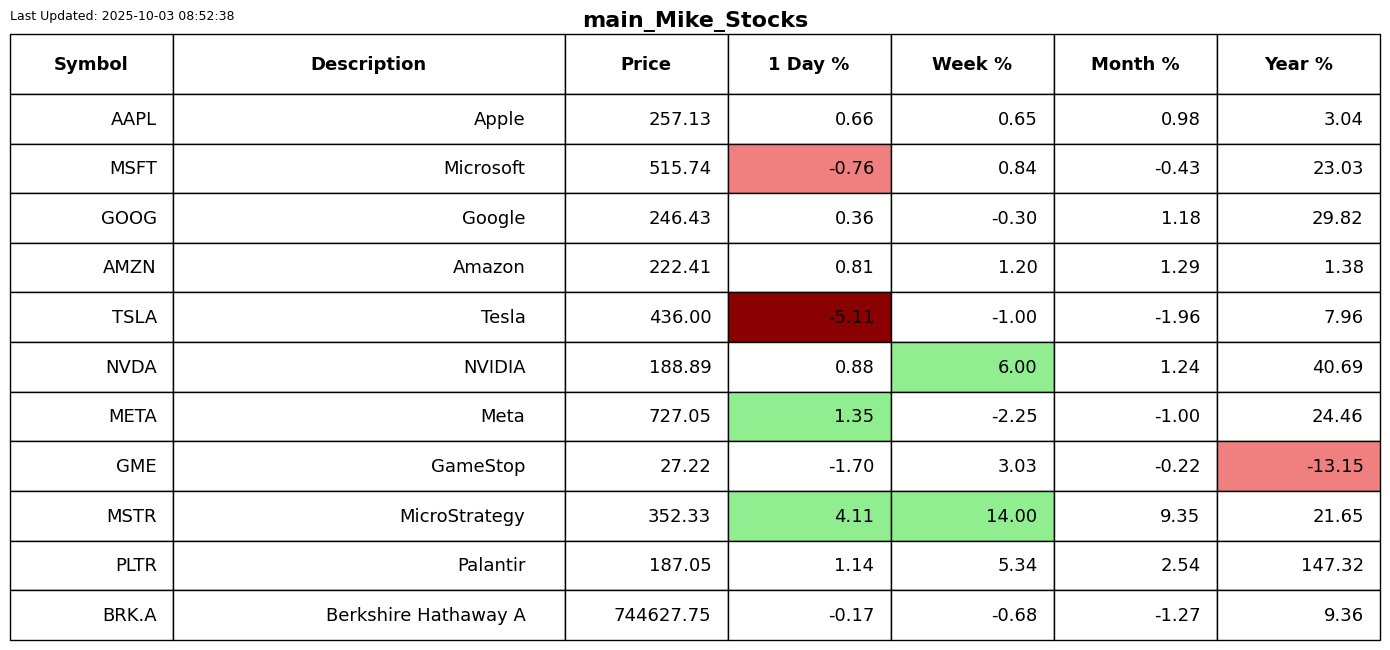 Last Updated: 2025-10-03 08:52:38
main_Mike_Stocks
Symbol Description Price 1 Day % Week % Month % Year %
AAPL Apple 257.13 0.66 0.65 0.98 3.04
MSFT Microsoft 515.74 -0.76 0.84 -0.43 23.03
GOOG Google 246.43 0.36 -0.30 1.18 29.82
AMZN Amazon 222.41 0.81 1.20 1.29 1.38
TSLA Tesla 436.00 -5.11 -1.00 -1.96 7.96
NVDA NVIDIA 188.89 0.88 6.00 1.24 40.69
META Meta 727.05 1.35 -2.25 -1.00 24.46
GME GameStop 27.22 -1.70 3.03 -0.22 -13.15
MSTR MicroStrategy 352.33 4.11 14.00 9.35 21.65
PLTR Palantir 187.05 1.14 5.34 2.54 147.32
BRK.A Berkshire Hathaway A 744627.75 -0.17 -0.68 -1.27 9.36